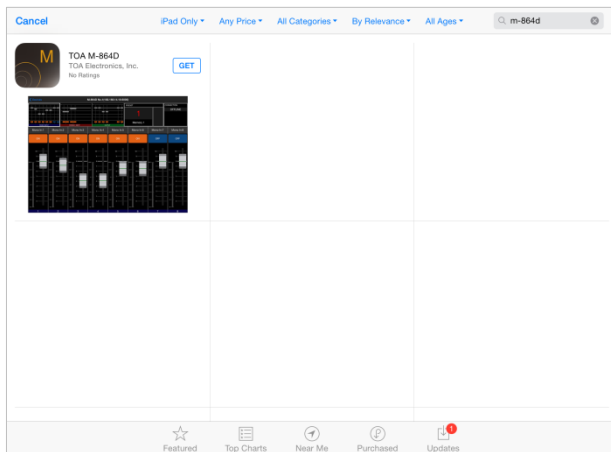 Cancel
iPad Only ▾ Any Price ▾ All Categories ▾ By Relevance ▾ All Ages ▾
m-864d
M
TOA M-864D
TOA Electronics, Inc.
No Ratings
GET
Featured
Top Charts
Near Me
Purchased
1
Updates